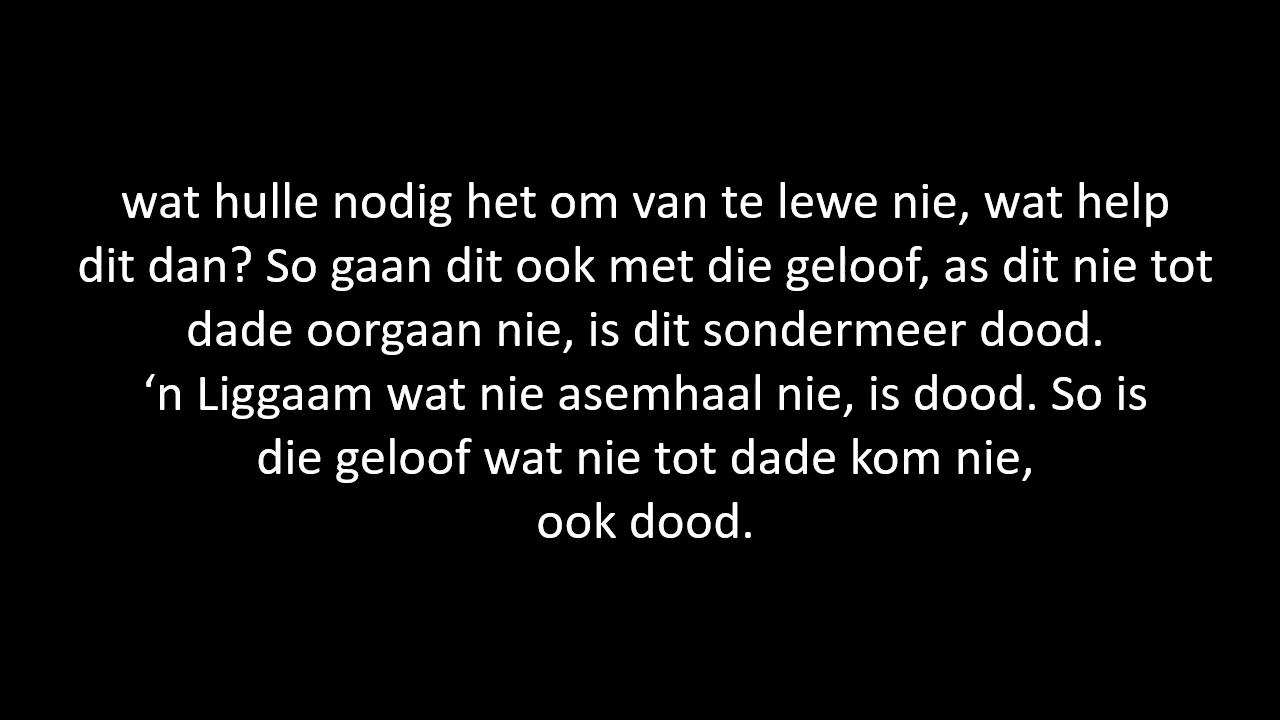 wat hulle nodig het om van te lewe nie, wat help
dit dan? So gaan dit ook met die geloof, as dit nie tot
dade oorgaan nie, is dit sondermeer dood.
‘n Liggaam wat nie asemhaal nie, is dood. So is
die geloof wat nie tot dade kom nie,
ook dood.